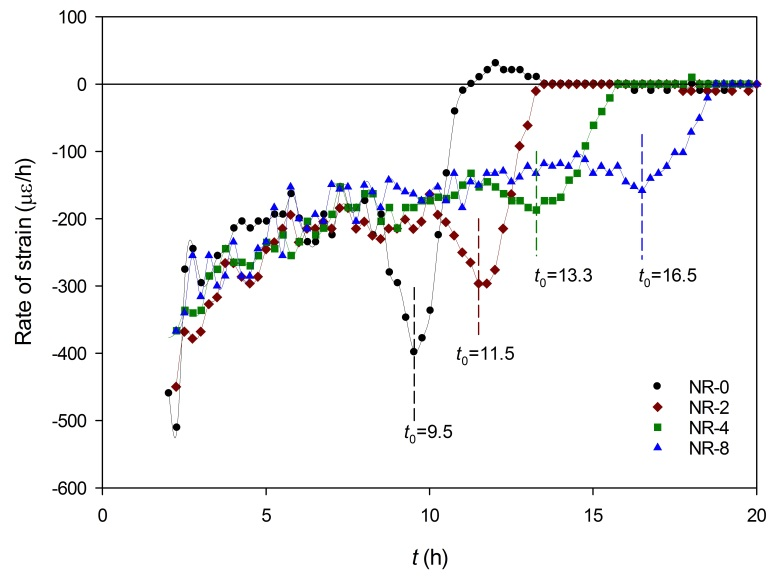 100
0
-100
-200
-300
-400
-500
-600
Rate of strain (με/h)
t₀=13.3
t₀=16.5
t₀=11.5
t₀=9.5
NR-0
NR-2
NR-4
NR-8
0
5
10
15
20
t (h)